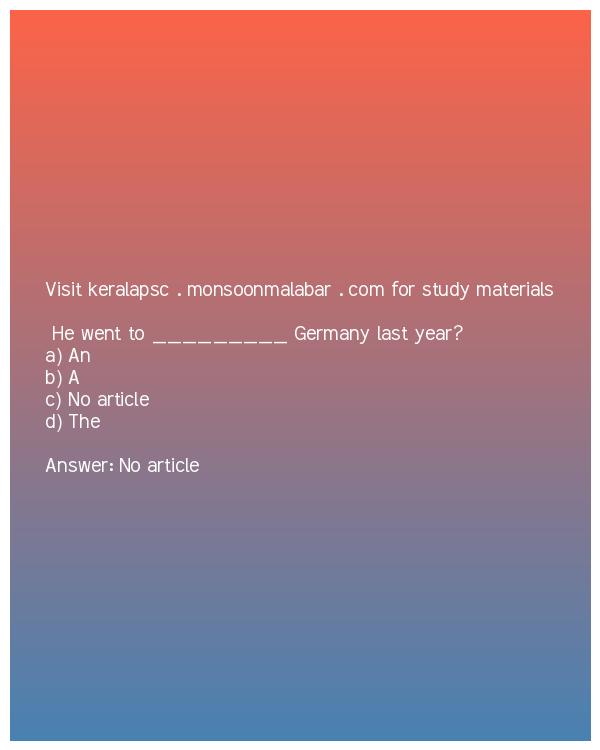 Visit keralapsc . monsoonmalabar . com for study materials
He went to _________ Germany last year?
a) An
b) A
c) No article
d) The
Answer: No article